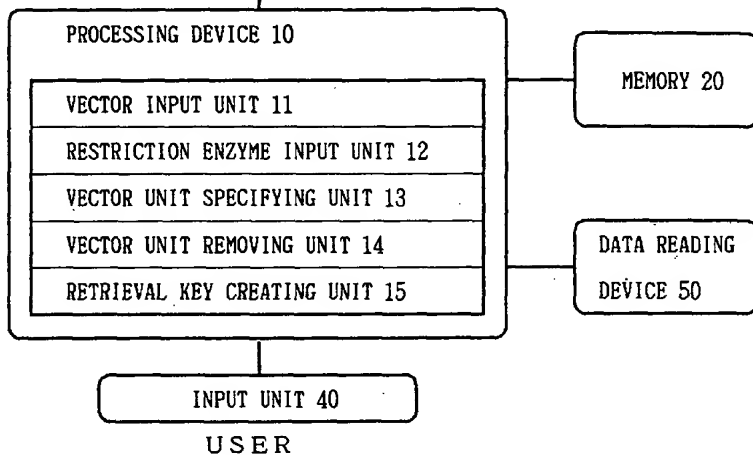 PROCESSING DEVICE 10
VECTOR INPUT UNIT 11
RESTRICTION ENZYME INPUT UNIT 12
VECTOR UNIT SPECIFYING UNIT 13
VECTOR UNIT REMOVING UNIT 14
RETRIEVAL KEY CREATING UNIT 15
MEMORY 20
DATA READING
DEVICE 50
INPUT UNIT 40
USER